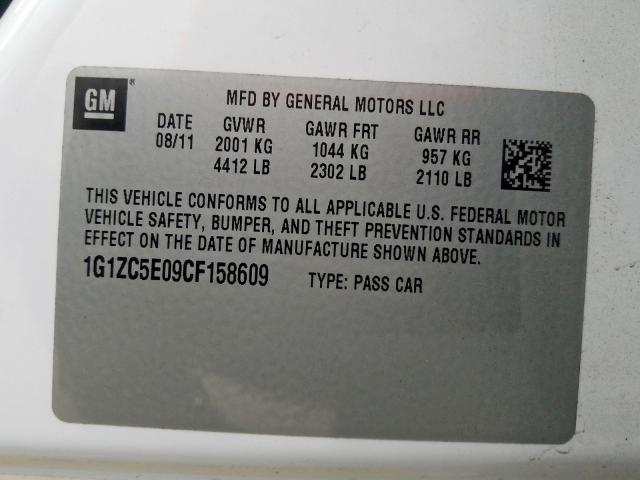 GM®
MFD BY GENERAL MOTORS LLC
DATE GVWR GAWR FRT GAWR RR
08/11 2001 KG 1044 KG 957 KG
4412 LB 2302 LB 2110 LB
THIS VEHICLE CONFORMS TO ALL APPLICABLE U.S. FEDERAL MOTOR
VEHICLE SAFETY, BUMPER, AND THEFT PREVENTION STANDARDS IN
EFFECT ON THE DATE OF MANUFACTURE SHOWN ABOVE.
1G1ZC5E09CF158609 TYPE: PASS CAR